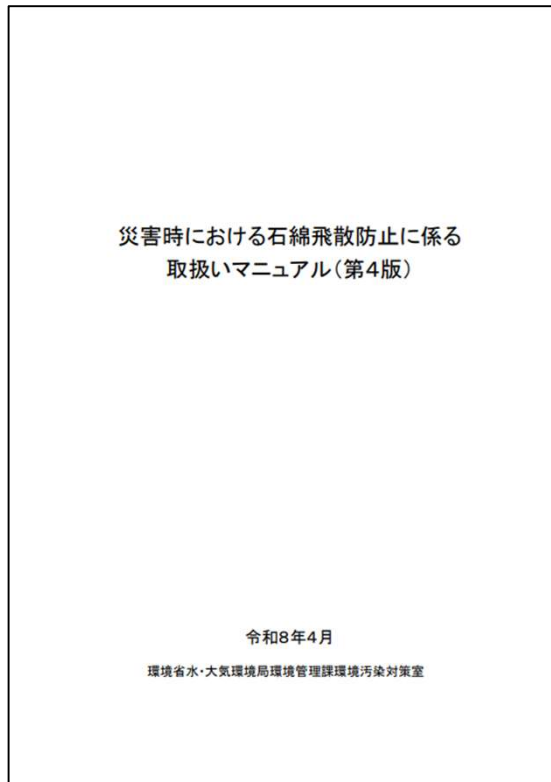 災害時における石綿飛散防止に係る
取扱いマニュアル(第4版)
令和8年4月
環境省水・大気環境局環境管理課環境汚染対策室